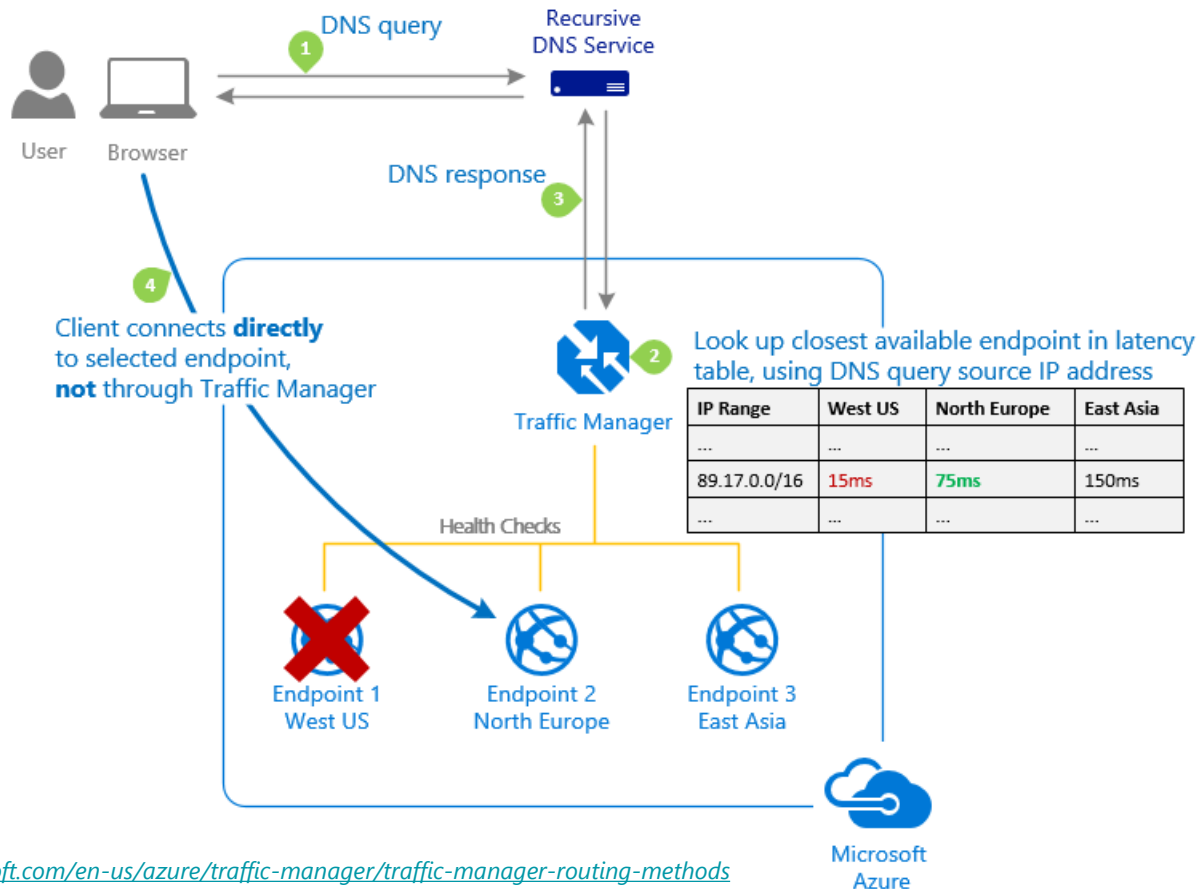 DNS query
1
Recursive
DNS Service
User
Browser
DNS response
3
4
Client connects directly
to selected endpoint,
not through Traffic Manager
2
Look up closest available endpoint in latency
table, using DNS query source IP address
Traffic Manager
IP Range West US North Europe East Asia
... ... ... ...
89.17.0.0/16 15ms 75ms 150ms
... ... ... ...
Health Checks
Endpoint 1
West US
Endpoint 2
North Europe
Endpoint 3
East Asia
Microsoft
Azure
oft.com/en-us/azure/traffic-manager/traffic-manager-routing-methods